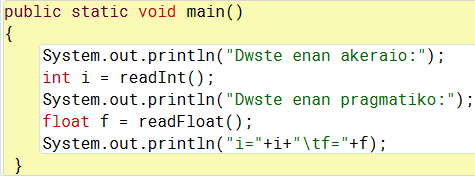 public static void main()
{
System.out.println("Dwste enan akeraio:");
int i = readInt();
System.out.println("Dwste enan pragmatiko:");
float f = readFloat();
System.out.println("i="+i+"\tf="+f);
}